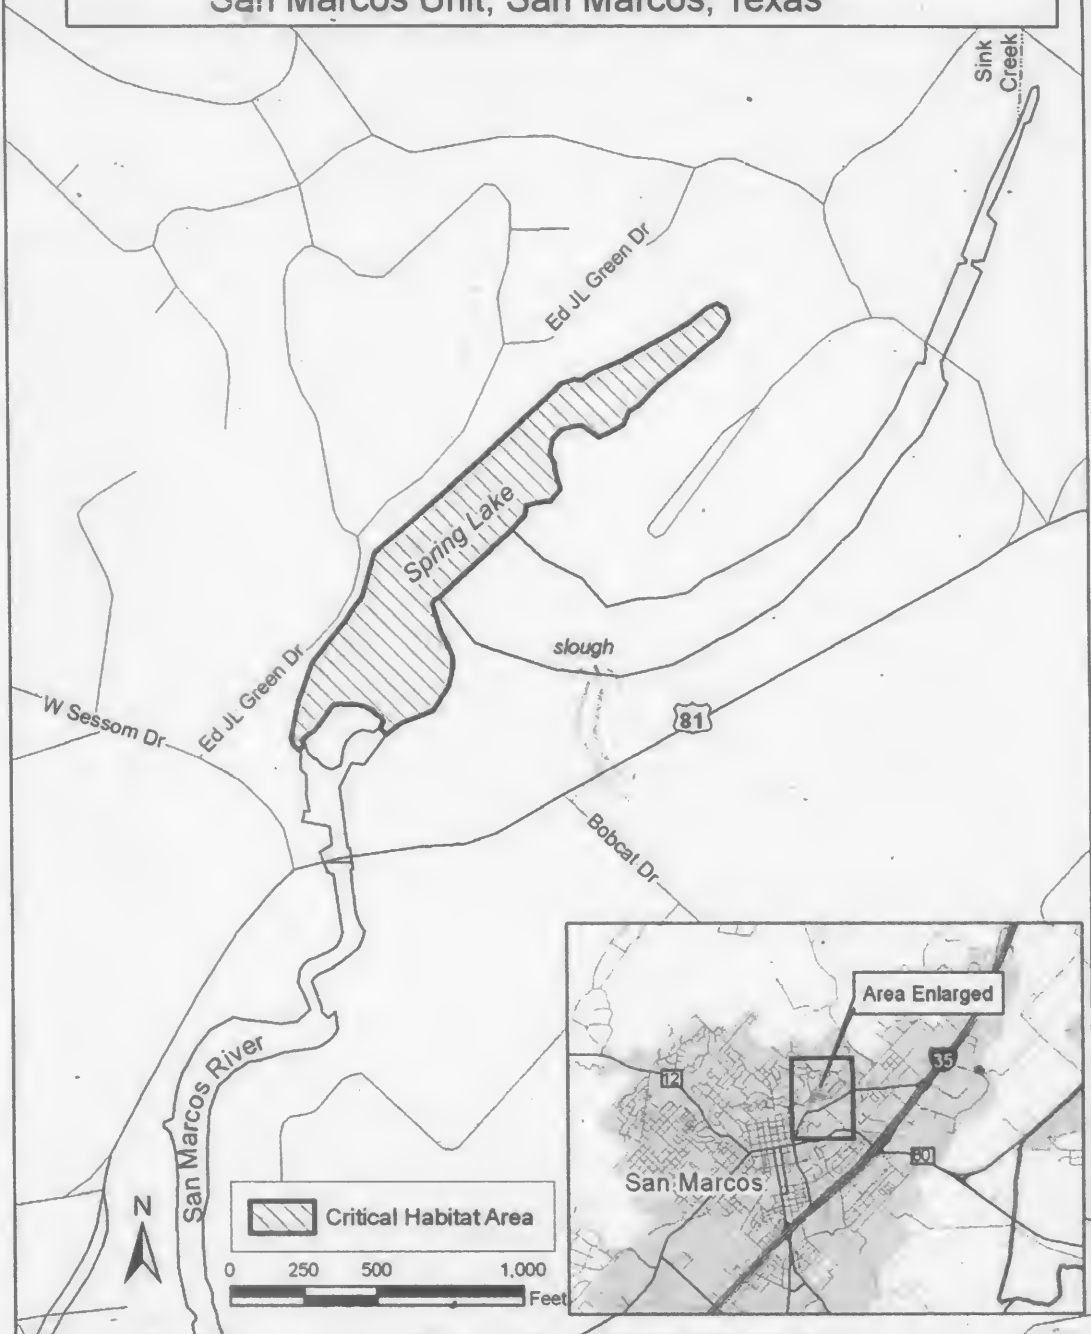 San Marcos Unit, San Marcos, Texas
Sink
Creek
Ed JL Green Dr
Spring Lake
slough
Ed JL Green Dr
W Sessom Dr
81
Bobcat Dr
San Marcos River
Area Enlarged
35
12
80
San Marcos
N
Critical Habitat Area
0 250 500 1,000
Feet